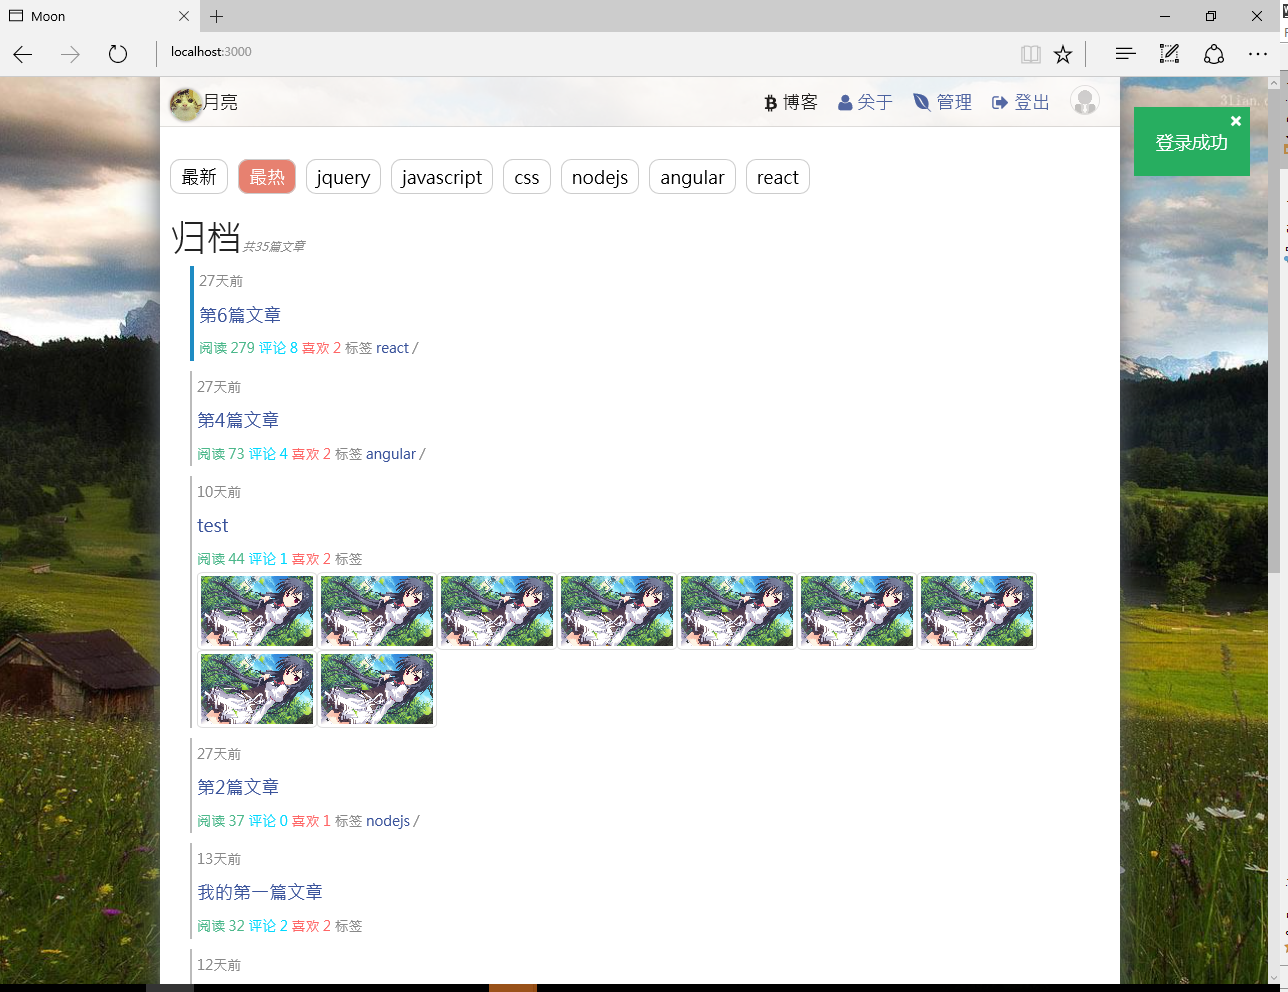 Moon
localhost:3000
月亮
博客 关于 管理 登出
3lian.
登录成功
最新 最热 jquery javascript css nodejs angular react
归档 共35篇文章
27天前
第6篇文章
阅读 279 评论 8 喜欢 2 标签 react /
27天前
第4篇文章
阅读 73 评论 4 喜欢 2 标签 angular /
10天前
test
阅读 44 评论 1 喜欢 2 标签
27天前
第2篇文章
阅读 37 评论 0 喜欢 1 标签 nodejs /
13天前
我的第一篇文章
阅读 32 评论 2 喜欢 2 标签
12天前